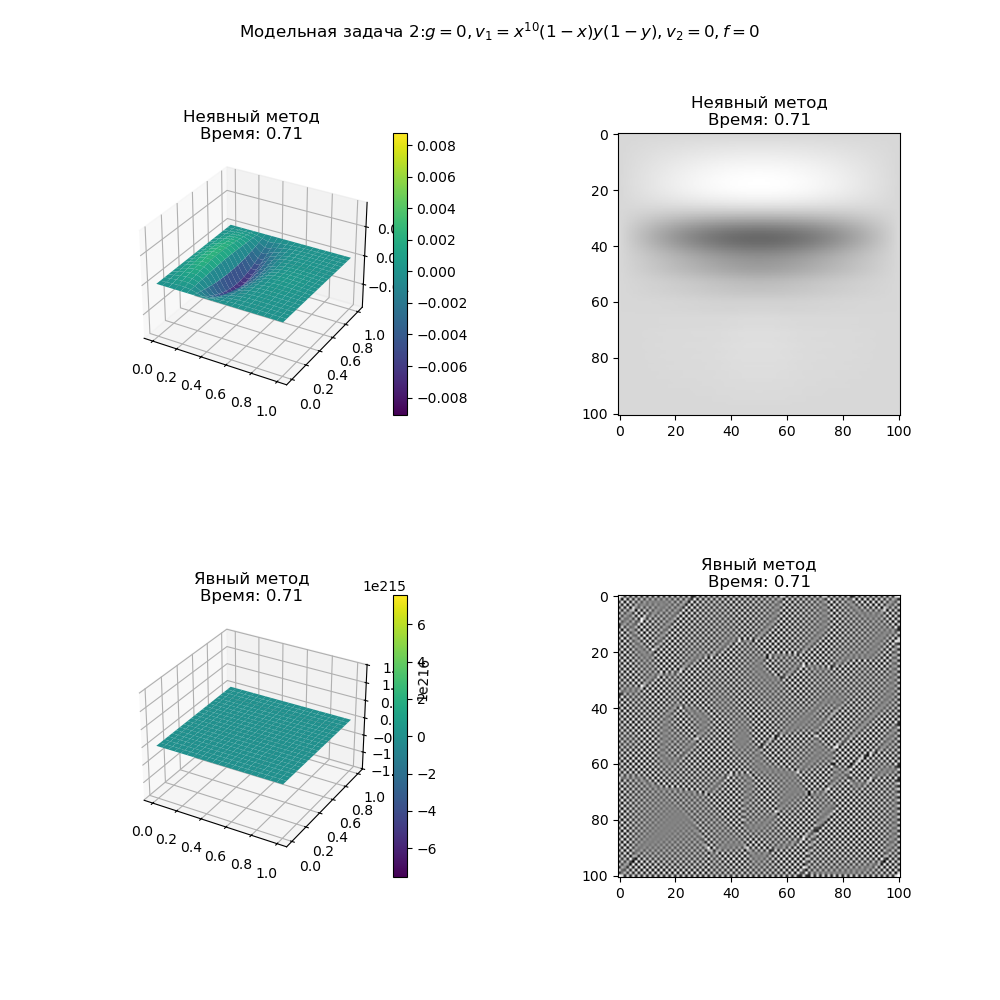 Модельная задача 2:g = 0, v₁ = x¹⁰(1 − x)y(1 − y), v₂ = 0, f = 0
Неявный метод
Время: 0.71
0.008
0.006
0.004
0.002
0.000
−0.002
−0.004
−0.006
−0.008
0.0 0.2 0.4 0.6 0.8 1.0
0.0 0.2 0.4 0.6 0.8 1.0
Неявный метод
Время: 0.71
0
20
40
60
80
100
0 20 40 60 80 100
Явный метод
Время: 0.71
1e215
6
4
2
0
−2
−4
−6
0.0 0.2 0.4 0.6 0.8 1.0
0.0 0.2 0.4 0.6 0.8 1.0
Явный метод
Время: 0.71
0
20
40
60
80
100
0 20 40 60 80 100